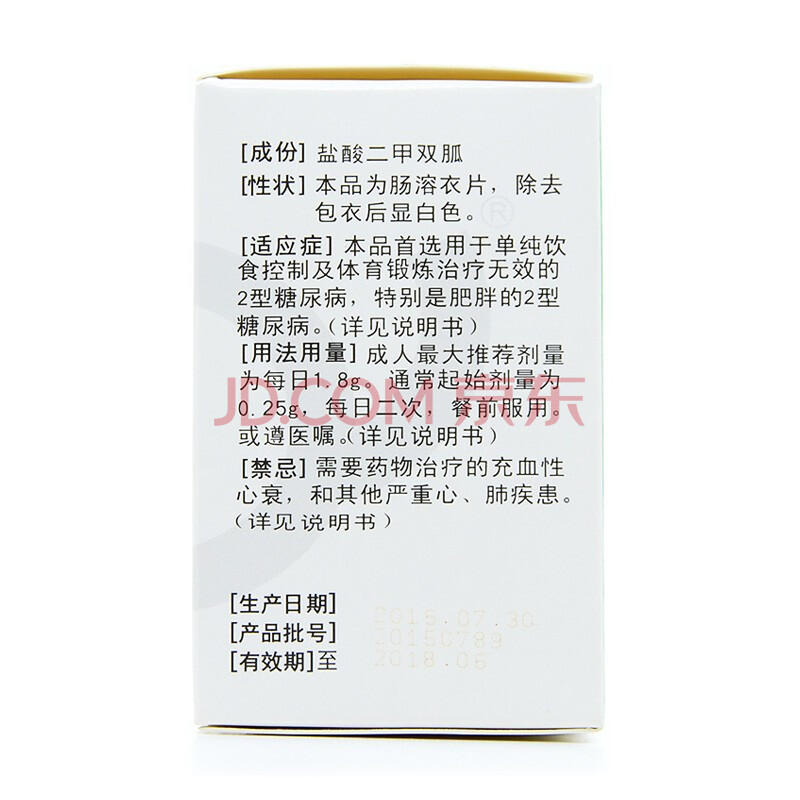 [成份] 盐酸二甲双胍
[性状] 本品为肠溶衣片，除去
包衣后显白色。
®
[适应症] 本品首选用于单纯饮
食控制及体育锻炼治疗无效的
2型糖尿病，特别是肥胖的2型
糖尿病。(详见说明书)
[用法用量] 成人最大推荐剂量
为每日1.8g。通常起始剂量为
JD.COM 京东
0.25g，每日二次，餐前服用。
或遵医嘱。(详见说明书)
[禁忌] 需要药物治疗的充血性
心衰，和其他严重心、肺疾患。
(详见说明书)
[生产日期] 2015.07.30
[产品批号] 20150789
[有效期]至 2018.06